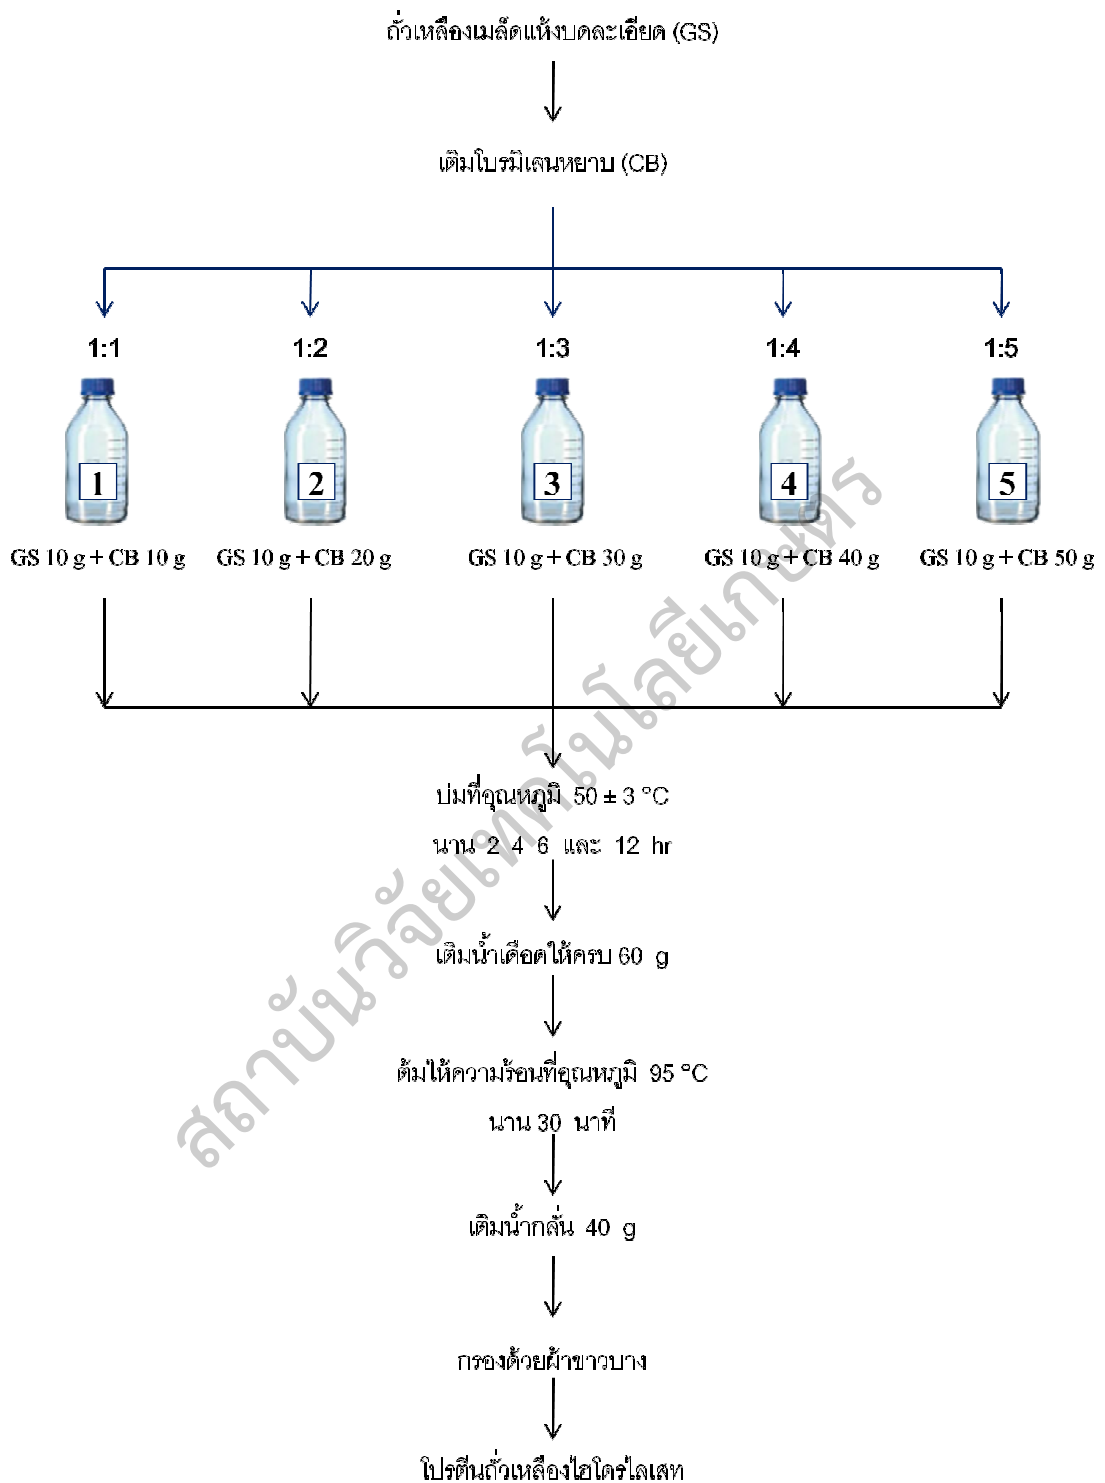 ถั่วเหลืองเมล็ดแห้งบดละเอียด (GS)
เติมโบรมิเลนหยาบ (CB)
1:1 1:2 1:3 1:4 1:5
1 2 3 4 5
GS 10 g + CB 10 g GS 10 g + CB 20 g GS 10 g + CB 30 g GS 10 g + CB 40 g GS 10 g + CB 50 g
บ่มที่อุณหภูมิ 50 ± 3 °C
นาน 2 4 6 และ 12 hr
เติมน้ำเดือดให้ครบ 60 g
ต้มให้ความร้อนที่อุณหภูมิ 95 °C
นาน 30 นาที
เติมน้ำกลั่น 40 g
กรองด้วยผ้าขาวบาง
โปรตีนถั่วเหลืองไฮโดรไลเสท
สถาบันวิจัยเทคโนโลยีเกษตร